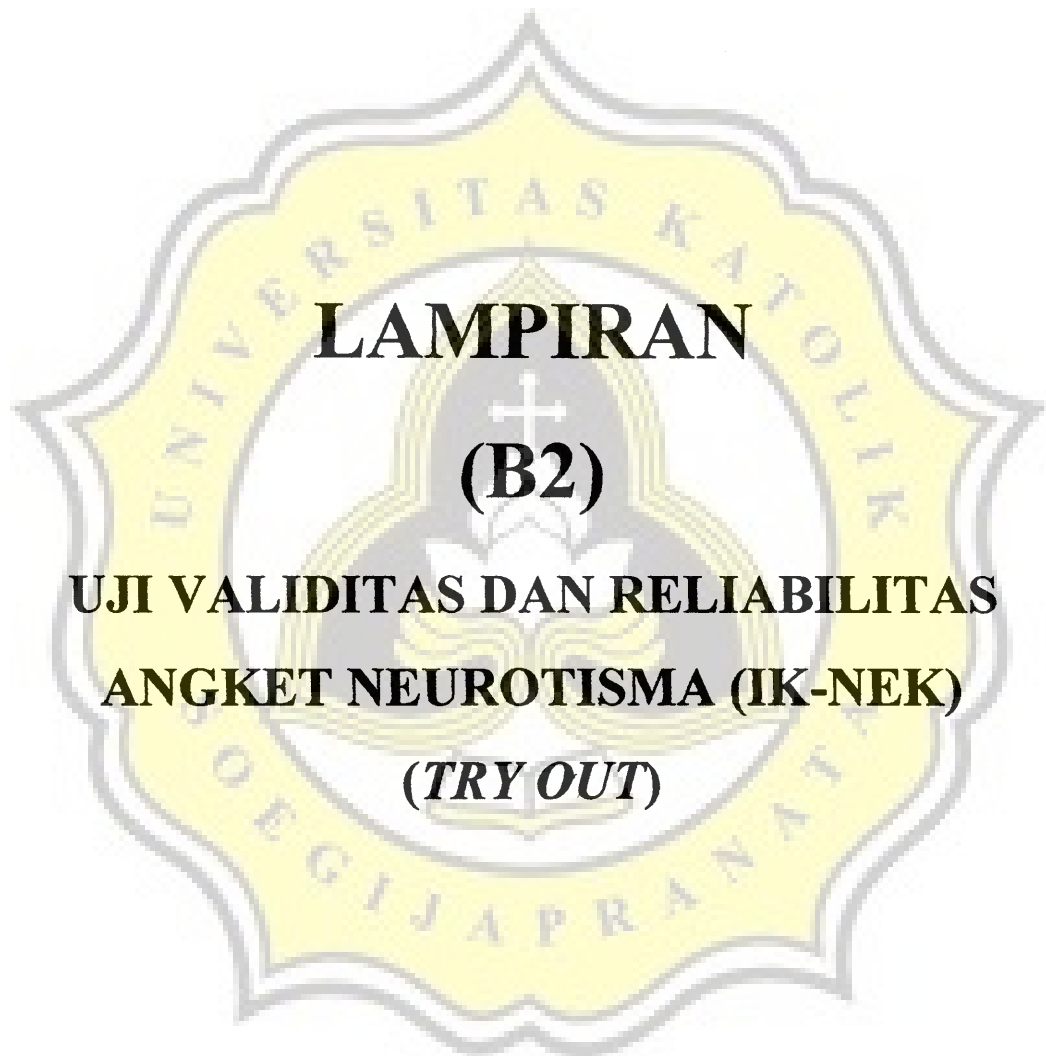 UNIVERSITAS KATOLIK
LAMPIRAN
(B2)
UJI VALIDITAS DAN RELIABILITAS
ANGKET NEUROTISMA (IK-NEK)
(TRY OUT)
SOEGIJAPRANATA